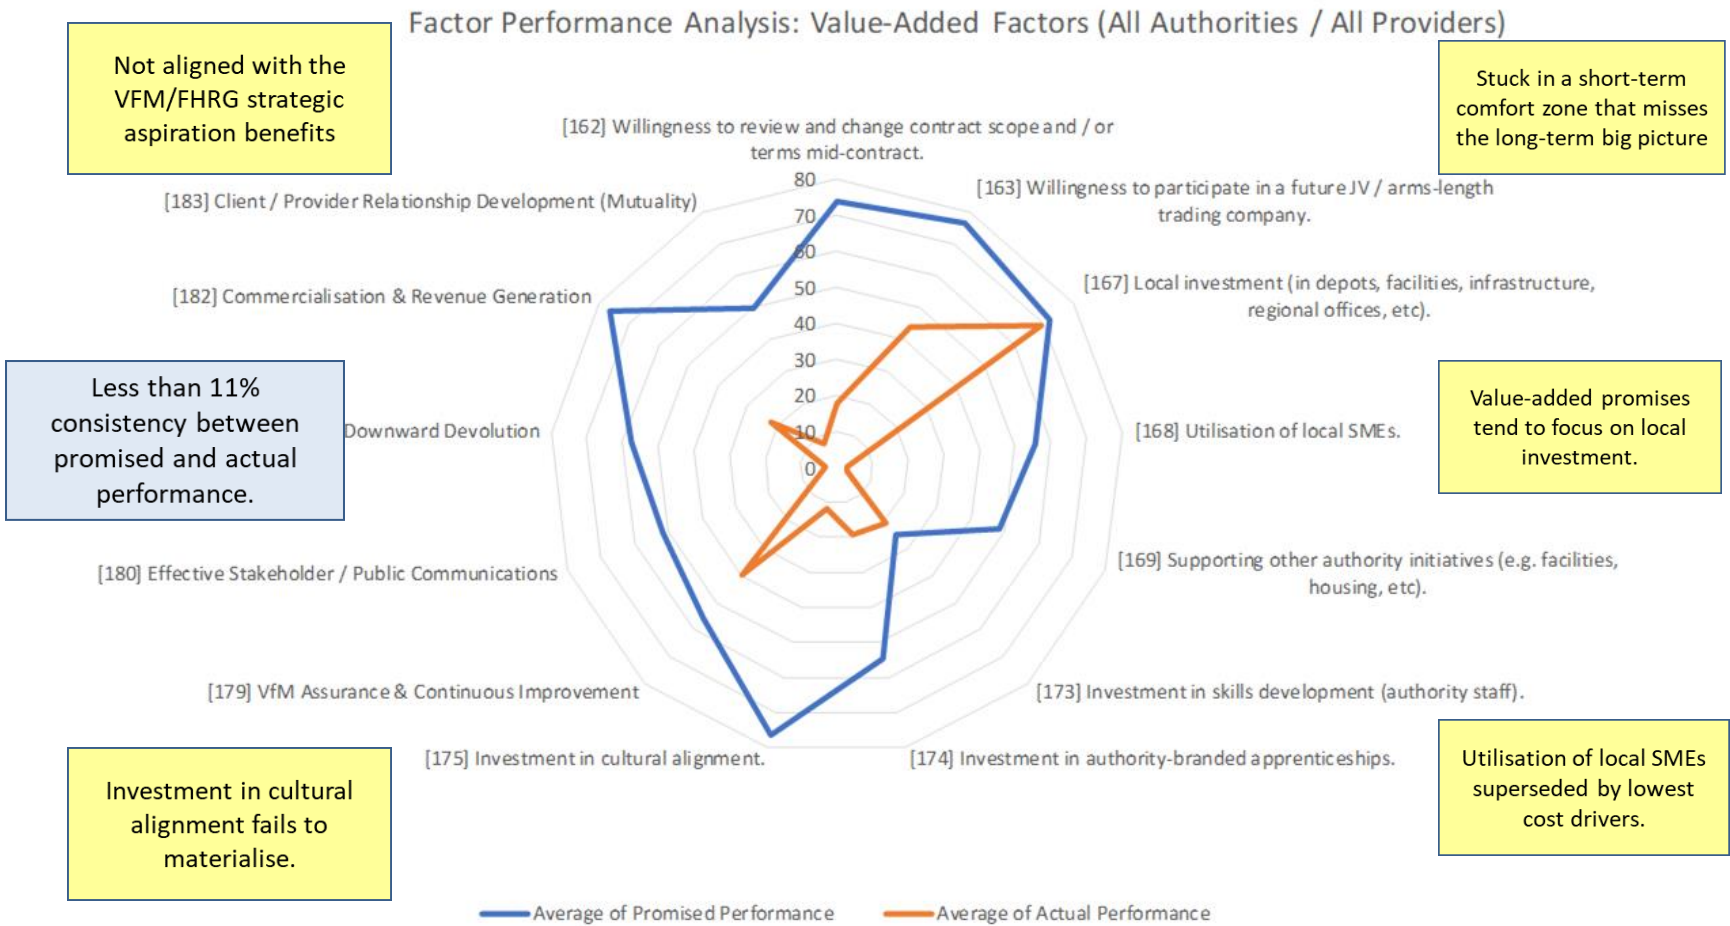 Factor Performance Analysis: Value-Added Factors (All Authorities / All Providers)
Not aligned with the
VFM/FHRG strategic
aspiration benefits
Stuck in a short-term
comfort zone that misses
the long-term big picture
[162] Willingness to review and change contract scope and / or
terms mid-contract.
[183] Client / Provider Relationship Development (Mutuality)
[163] Willingness to participate in a future JV / arms-length
trading company.
[182] Commercialisation & Revenue Generation
[167] Local investment (in depots, facilities, infrastructure,
regional offices, etc).
80
70
60
50
40
30
20
10
0
Less than 11%
consistency between
promised and actual
performance.
Downward Devolution
[168] Utilisation of local SMEs.
Value-added promises
tend to focus on local
investment.
[180] Effective Stakeholder / Public Communications
[169] Supporting other authority initiatives (e.g. facilities,
housing, etc).
[179] VfM Assurance & Continuous Improvement
[173] Investment in skills development (authority staff).
[175] Investment in cultural alignment.
[174] Investment in authority-branded apprenticeships.
Investment in cultural
alignment fails to
materialise.
Utilisation of local SMEs
superseded by lowest
cost drivers.
Average of Promised Performance
Average of Actual Performance